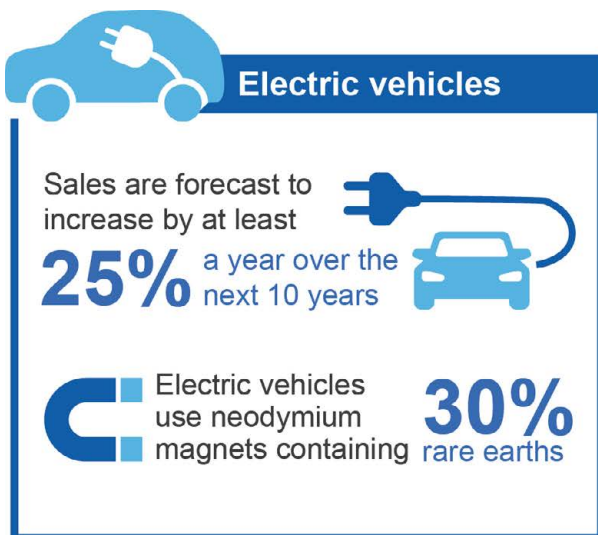 Electric vehicles
Sales are forecast to
increase by at least
25% a year over the
next 10 years
Electric vehicles
use neodymium
magnets containing
30%
rare earths